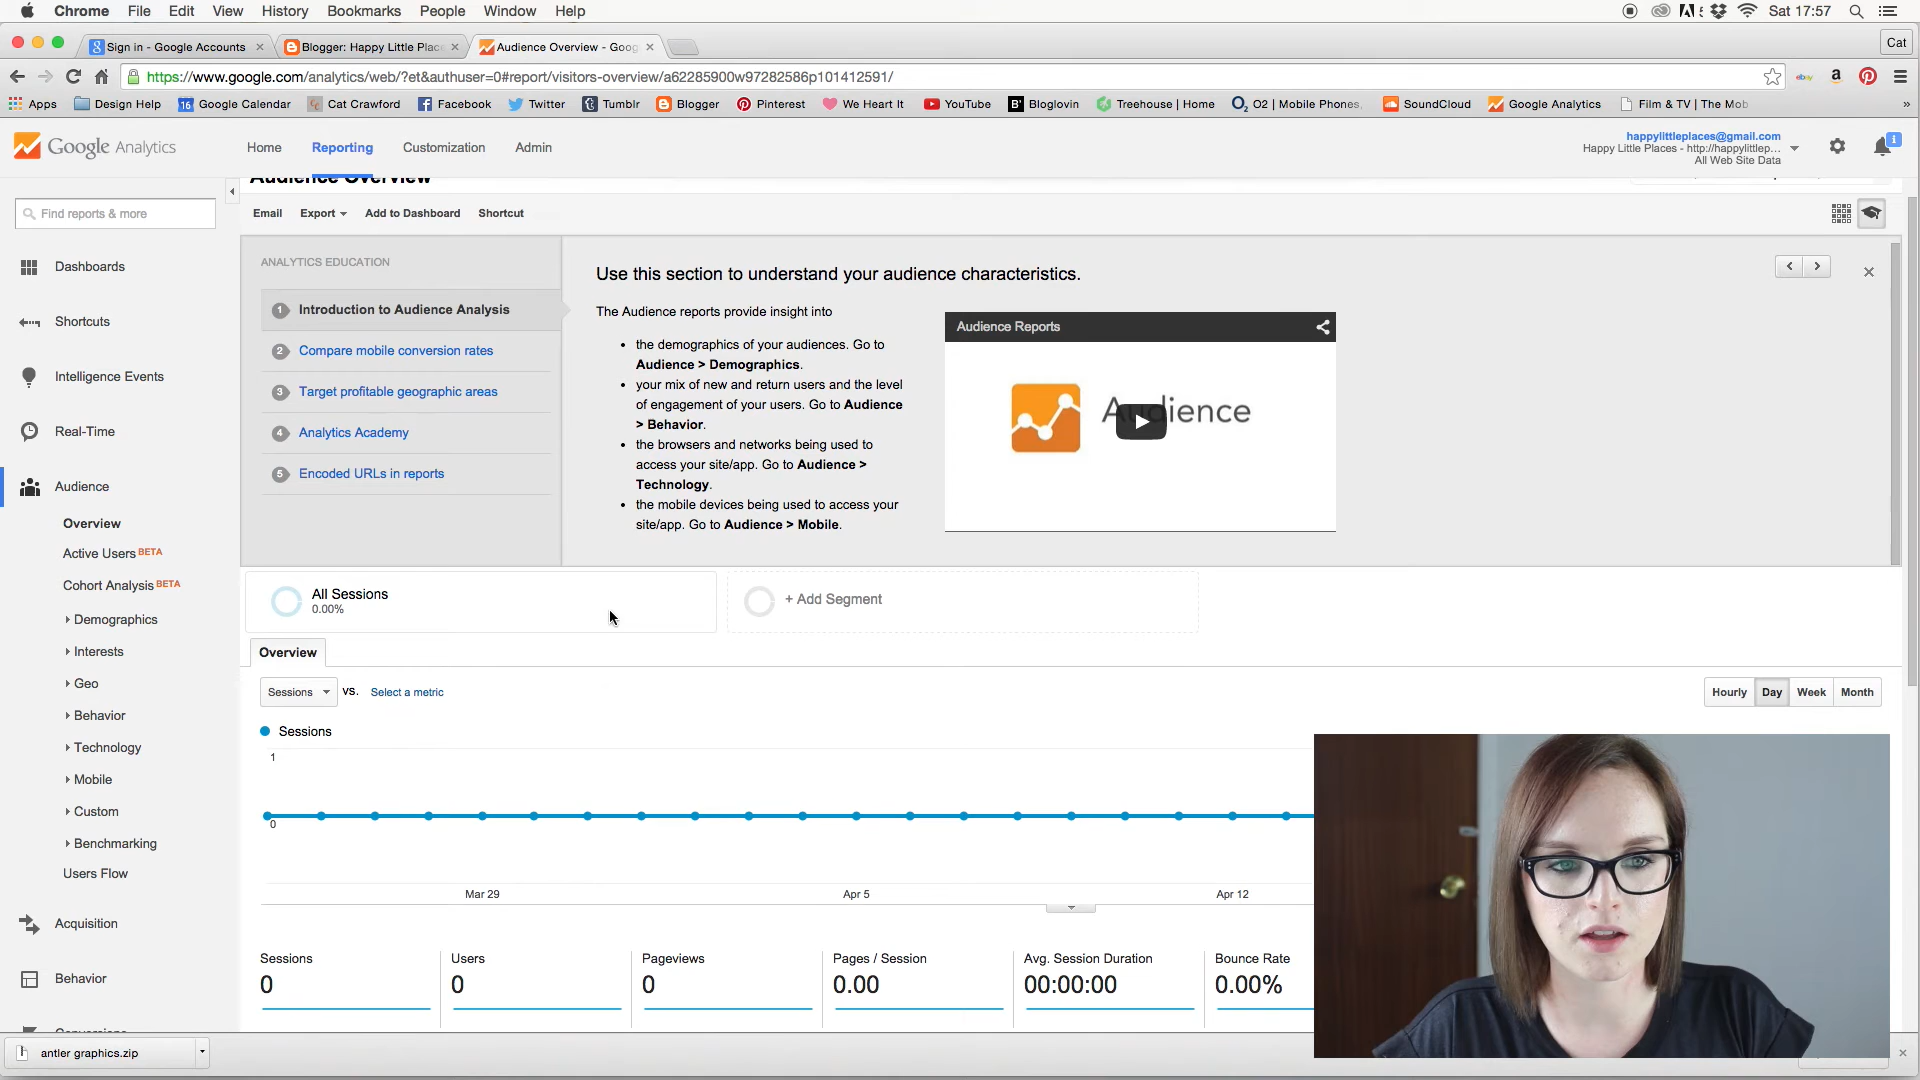 Chrome File Edit View History Bookmarks People Window Help Sat 17:57
Sign in - Google Accounts Blogger: Happy Little Plac Audience Overview - Goog Cat
https://www.google.com/analytics/web/?et&authuser=0#report/visitors-overview/a62285900w97282586p101412591/
Apps Design Help Google Calendar Cat Crawford Facebook Twitter Tumblr Blogger Pinterest We Heart It YouTube Bloglovin Treehouse | Home O2 | Mobile Phones, SoundCloud Google Analytics Film & TV | The Mob »
Google Analytics Home Reporting Customization Admin
happylittleplaces@gmail.com
Happy Little Places - http://happylittlep...
All Web Site Data
Find reports & more
Dashboards
Shortcuts
Intelligence Events
Real-Time
Audience
Overview
Active Users BETA
Cohort Analysis BETA
Demographics
Interests
Geo
Behavior
Technology
Mobile
Custom
Benchmarking
Users Flow
Acquisition
Behavior
Conversions
Audience Overview
Email Export Add to Dashboard Shortcut
ANALYTICS EDUCATION
1 Introduction to Audience Analysis
2 Compare mobile conversion rates
3 Target profitable geographic areas
4 Analytics Academy
5 Encoded URLs in reports
Use this section to understand your audience characteristics.
The Audience reports provide insight into
• the demographics of your audiences. Go to
Audience > Demographics.
• your mix of new and return users and the level
of engagement of your users. Go to Audience
> Behavior.
• the browsers and networks being used to
access your site/app. Go to Audience >
Technology.
• the mobile devices being used to access your
site/app. Go to Audience > Mobile.
Audience Reports
Audience
All Sessions
0.00%
+ Add Segment
Overview
Sessions VS. Select a metric
Hourly Day Week Month
Sessions
1
0
Mar 29 Apr 5 Apr 12
Sessions Users Pageviews Pages / Session Avg. Session Duration Bounce Rate
0 0 0 0.00 00:00:00 0.00%
antler graphics.zip